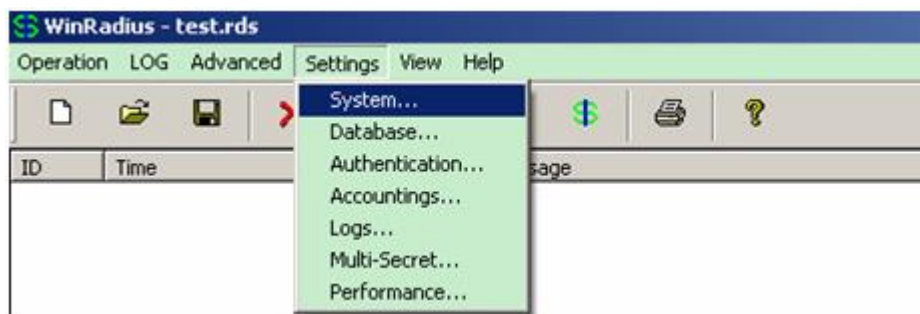 WinRadius - test.rds
Operation LOG Advanced Settings View Help
System...
Database...
ID Time sage
Authentication...
Accountings...
Logs...
Multi-Secret...
Performance...